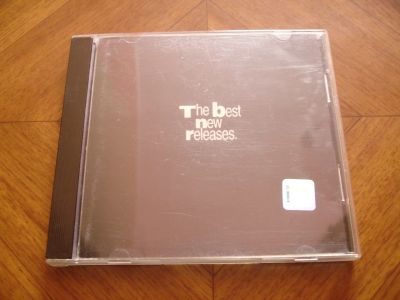 The best
new
releases.